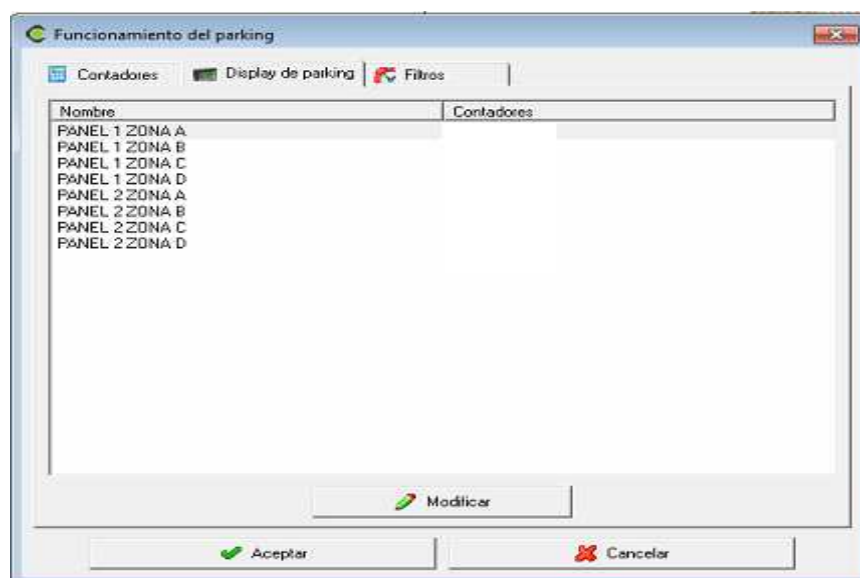 Funcionamiento del parking
Contadores Display de parking Filtros
Nombre Contadores
PANEL 1 ZONA A
PANEL 1 ZONA B
PANEL 1 ZONA C
PANEL 1 ZONA D
PANEL 2 ZONA A
PANEL 2 ZONA B
PANEL 2 ZONA C
PANEL 2 ZONA D
Modificar
Aceptar Cancelar